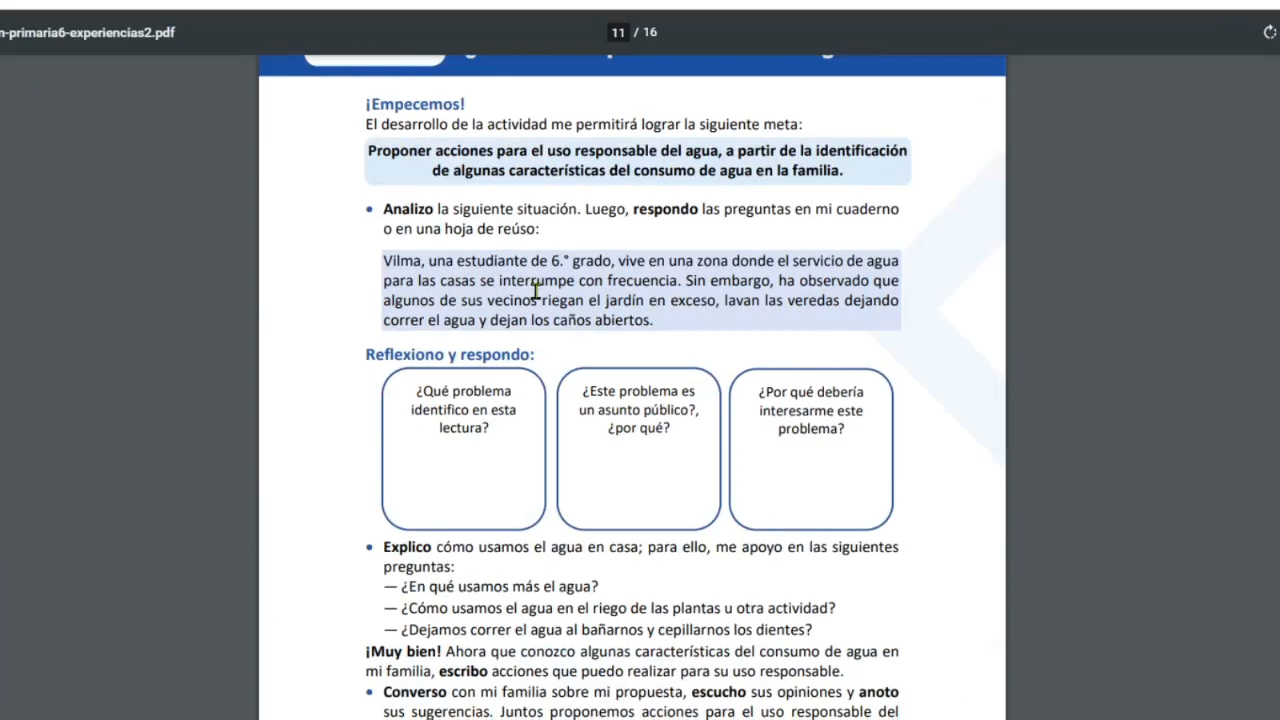 n-primaria6-experiencias2.pdf
11 / 16
¡Empecemos!
El desarrollo de la actividad me permitirá lograr la siguiente meta:
Proponer acciones para el uso responsable del agua, a partir de la identificación
de algunas características del consumo de agua en la familia.
• Analizo la siguiente situación. Luego, respondo las preguntas en mi cuaderno
o en una hoja de reúso:
Vilma, una estudiante de 6.° grado, vive en una zona donde el servicio de agua
para las casas se interrumpe con frecuencia. Sin embargo, ha observado que
algunos de sus vecinos riegan el jardín en exceso, lavan las veredas dejando
correr el agua y dejan los caños abiertos.
Reflexiono y respondo:
¿Qué problema
identifico en esta
lectura?
¿Este problema es
un asunto público?,
¿por qué?
¿Por qué debería
interesarme este
problema?
• Explico cómo usamos el agua en casa; para ello, me apoyo en las siguientes
preguntas:
— ¿En qué usamos más el agua?
— ¿Cómo usamos el agua en el riego de las plantas u otra actividad?
— ¿Dejamos correr el agua al bañarnos y cepillarnos los dientes?
¡Muy bien! Ahora que conozco algunas características del consumo de agua en
mi familia, escribo acciones que puedo realizar para su uso responsable.
• Converso con mi familia sobre mi propuesta, escucho sus opiniones y anoto
sus sugerencias. Juntos proponemos acciones para el uso responsable del